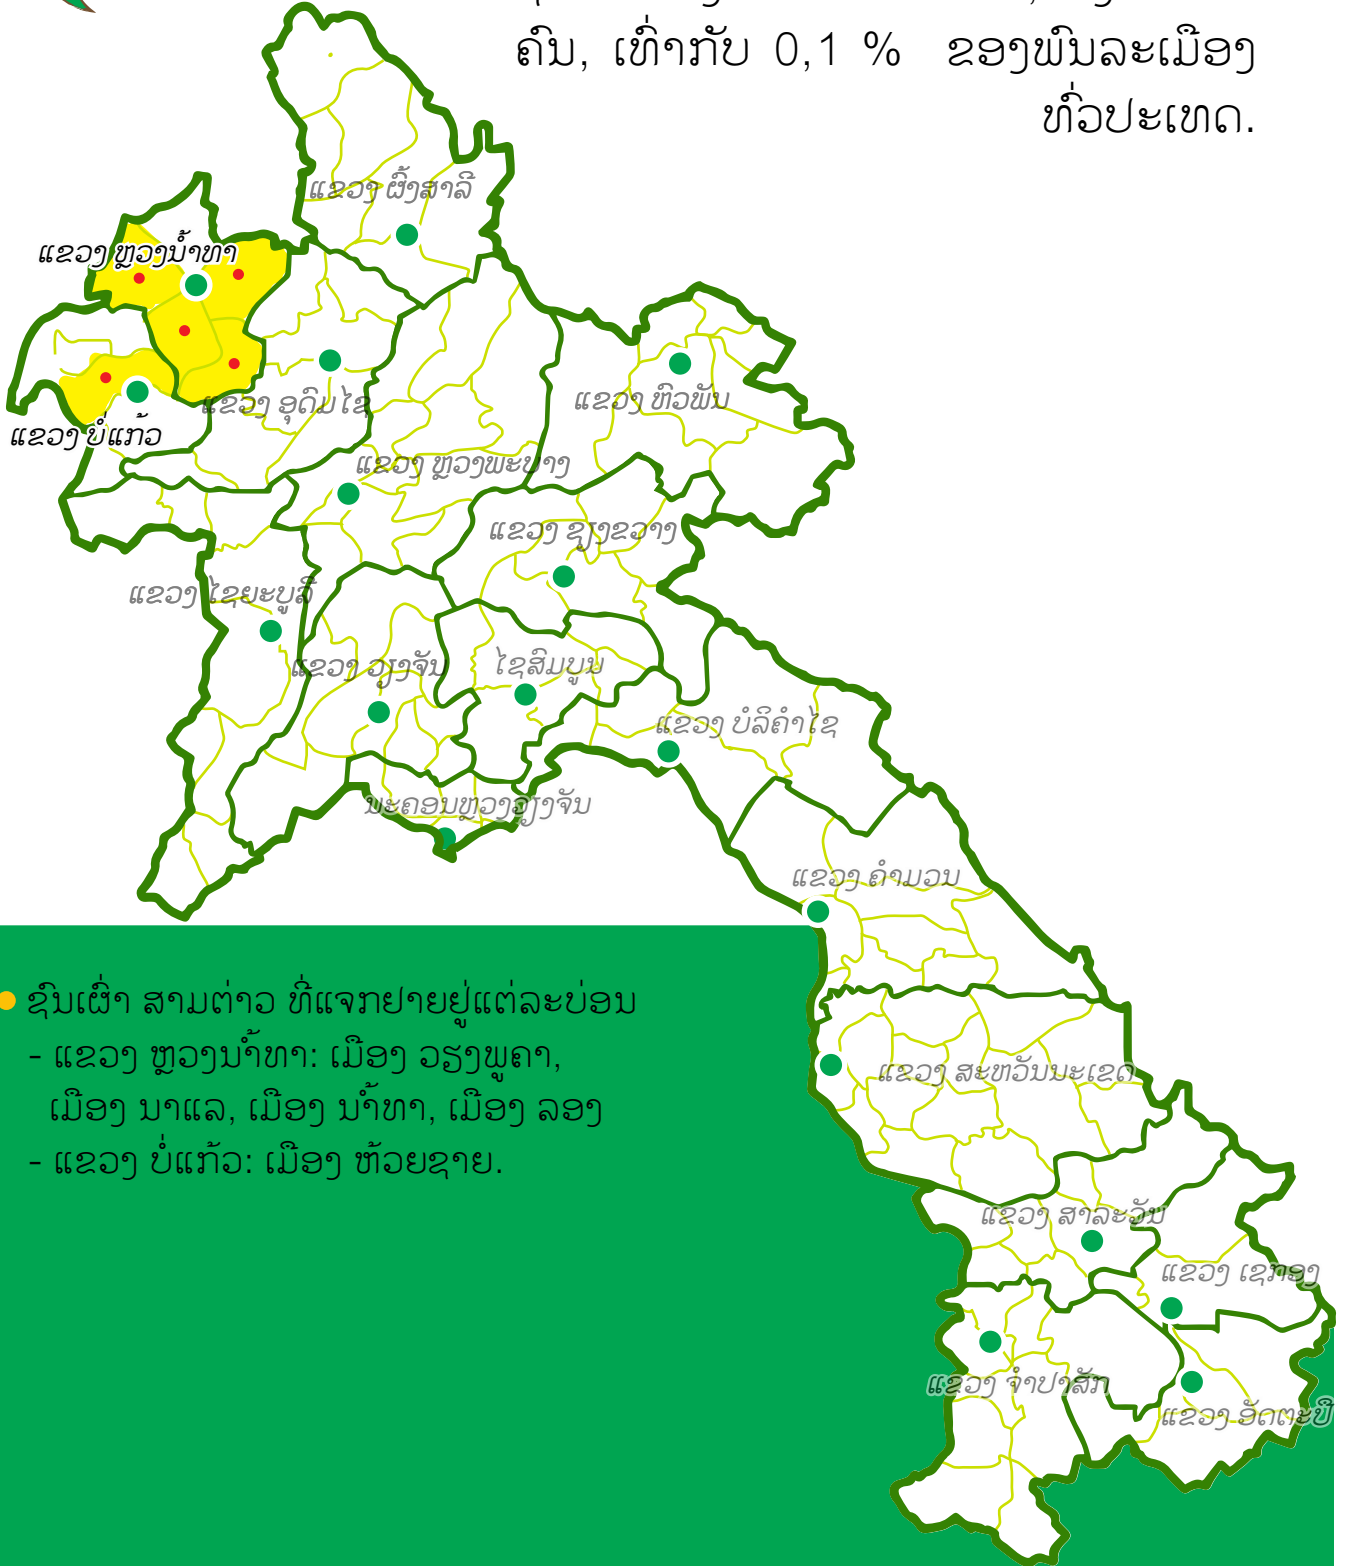 ຄົນ, ເທົ່າກັບ 0,1 % ຂອງພົນລະເມືອງ
ທົ່ວປະເທດ.
ແຂວງ ຜົ້ງສາລີ
ແຂວງ ຫຼວງນ້ຳທາ
ແຂວງ ອຸດົມໄຊ
ແຂວງ ຫົວພັນ
ແຂວງ ບໍ່ແກ້ວ
ແຂວງ ຫຼວງພະບາງ
ແຂວງ ຊຽງຂວາງ
ແຂວງ ໄຊຍະບູລີ
ແຂວງ ວຽງຈັນ
ໄຊສົມບູນ
ແຂວງ ບໍລິຄຳໄຊ
ນະຄອນຫຼວງວຽງຈັນ
ແຂວງ ຄຳມວນ
ແຂວງ ສະຫວັນນະເຂດ
ແຂວງ ສາລະວັນ
ແຂວງ ເຊກອງ
ແຂວງ ຈຳປາສັກ
ແຂວງ ອັດຕະປື
ຊົນເຜົ່າ ສາມຕ່າວ ທີ່ແຈກຢາຍຢູ່ແຕ່ລະບ່ອນ
- ແຂວງ ຫຼວງນ້ຳທາ: ເມືອງ ວຽງພູຄາ,
ເມືອງ ນາແລ, ເມືອງ ນ້ຳທາ, ເມືອງ ລອງ
- ແຂວງ ບໍ່ແກ້ວ: ເມືອງ ຫ້ວຍຊາຍ.